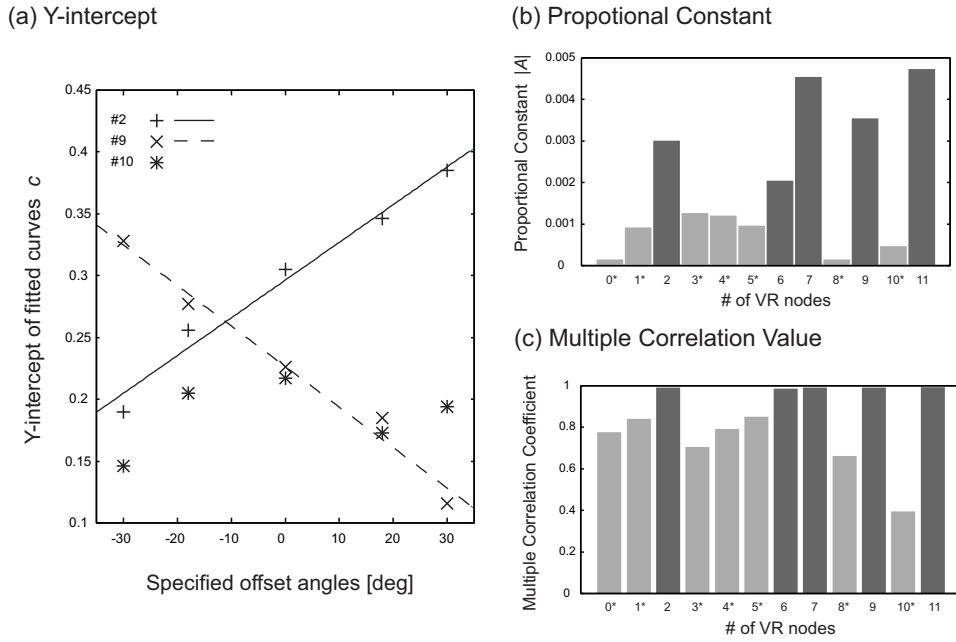 (a) Y-intercept
0.45
0.4
0.35
0.3
0.25
0.2
0.15
0.1
Y-intercept of fitted curves c
#2
#9
#10
-30 -20 -10 0 10 20 30
Specified offset angles [deg]
(b) Propotional Constant
0.005
0.004
0.003
0.001
0
Proportional Constant |A|
0* 1* 2 3* 4* 5* 6 7 8* 9 10* 11
# of VR nodes
(c) Multiple Correlation Value
1
0.8
0.6
0.4
0.2
0
Multiple Correlation Coefficient
0* 1* 2 3* 4* 5* 6 7 8* 9 10* 11
# of VR nodes